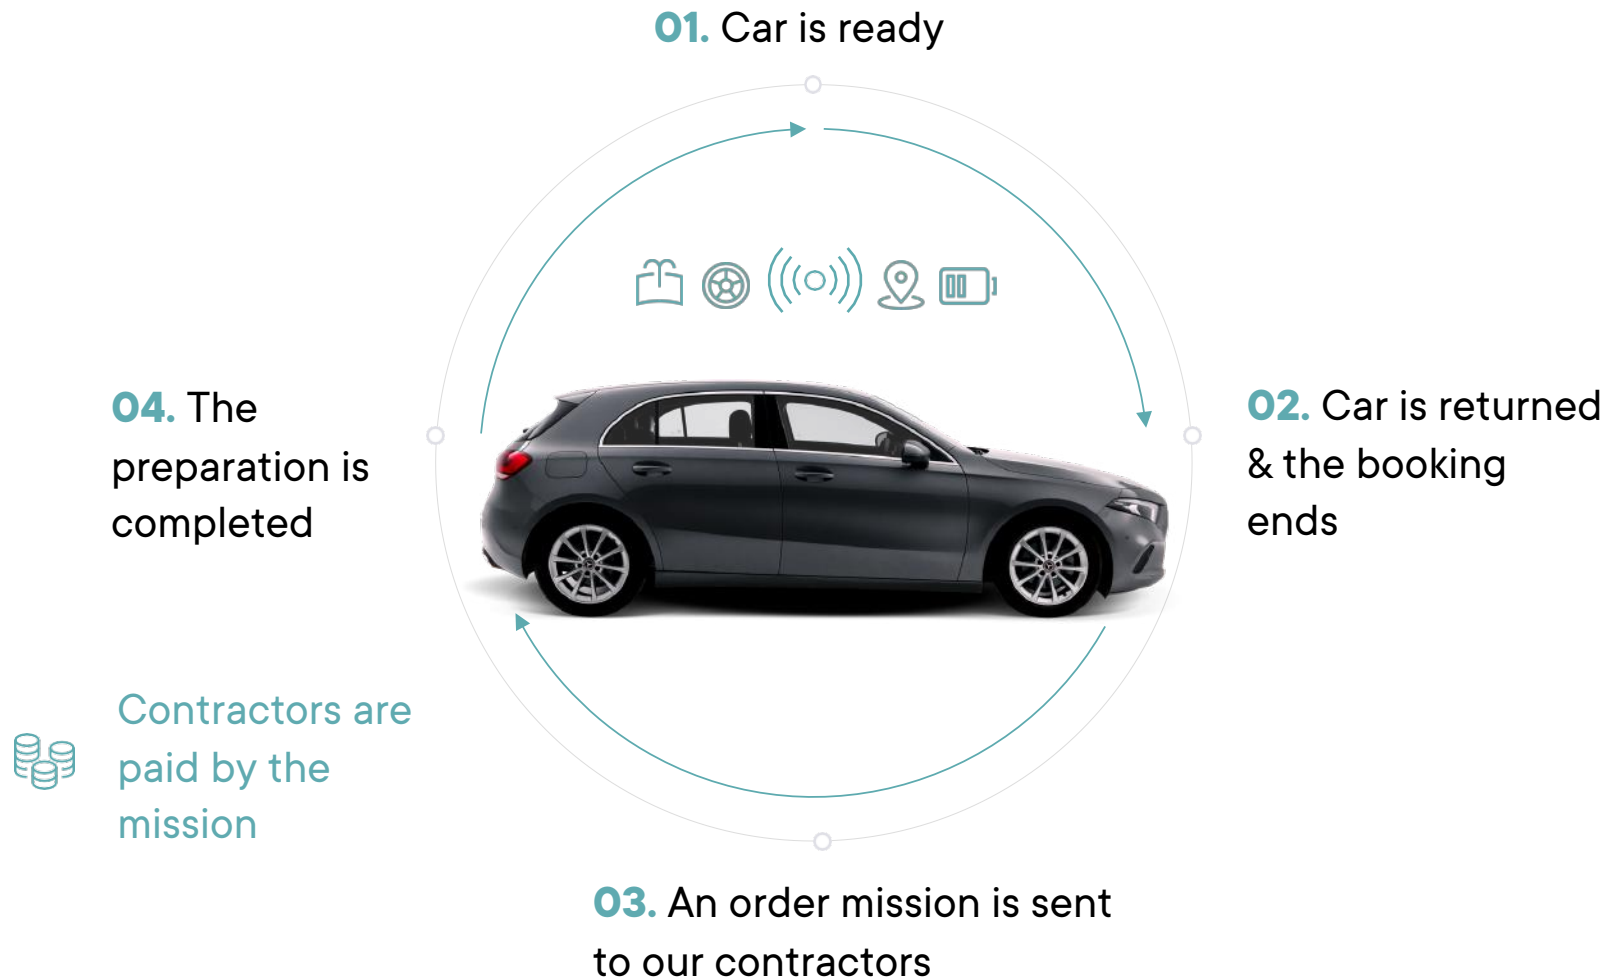 01. Car is ready
02. Car is returned
& the booking
ends
03. An order mission is sent
to our contractors
04. The
preparation is
completed
Contractors are
paid by the
mission